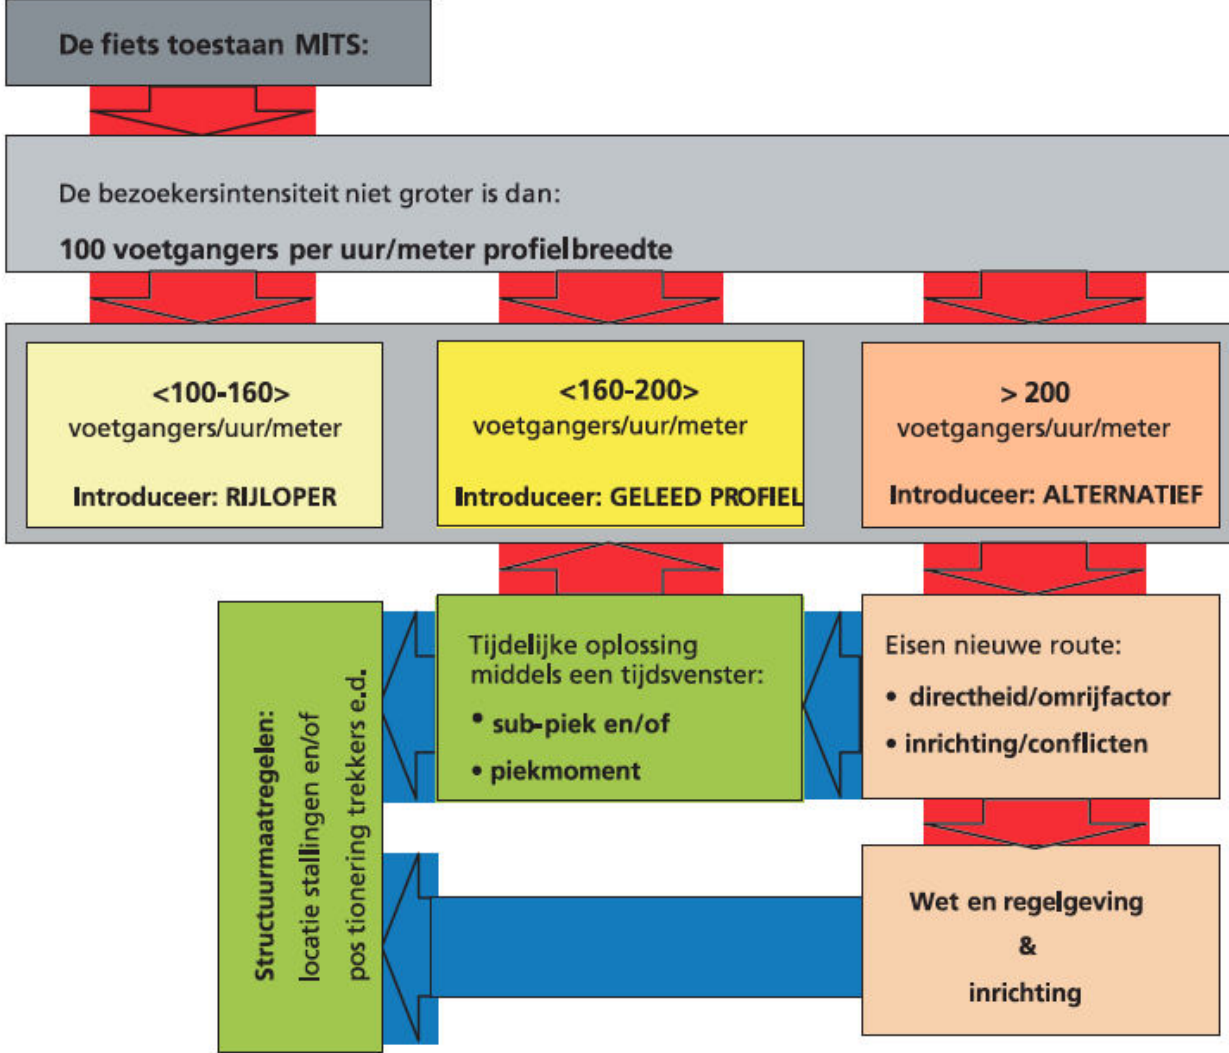 De fiets toestaan MITS:
De bezoekersintensiteit niet groter is dan:
100 voetgangers per uur/meter profielbreedte
<100-160>
voetgangers/uur/meter
Introduceer: RIJLOPER
<160-200>
voetgangers/uur/meter
Introduceer: GELEED PROFIEL
> 200
voetgangers/uur/meter
Introduceer: ALTERNATIEF
Structuurmaatregelen:
locatie stallingen en/of
pos tionering trekkers e.d.
Tijdelijke oplossing
middels een tijdsvenster:
• sub-piek en/of
• piekmoment
Eisen nieuwe route:
• directheid/omrijfactor
• inrichting/conflicten
Wet en regelgeving
&
inrichting